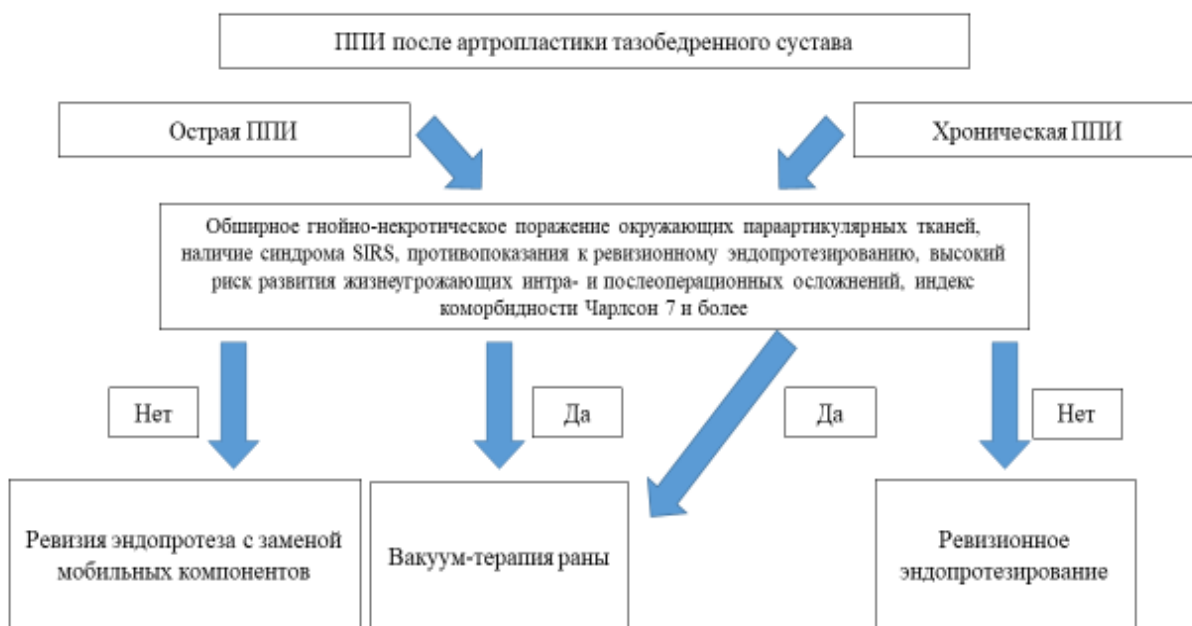 ППИ после артропластики тазобедренного сустава
Острая ППИ
Хроническая ППИ
Обширное гнойно-некротическое поражение окружающих параартикулярных тканей,
наличие синдрома SIRS, противопоказания к ревизионному эндопротезированию, высокий
риск развития жизнеугрожающих интра- и послеоперационных осложнений, индекс
коморбидности Чарлсон 7 и более
Нет
Да
Да
Нет
Ревизия эндопротеза с заменой
мобильных компонентов
Вакуум-терапия раны
Ревизионное
эндопротезирование